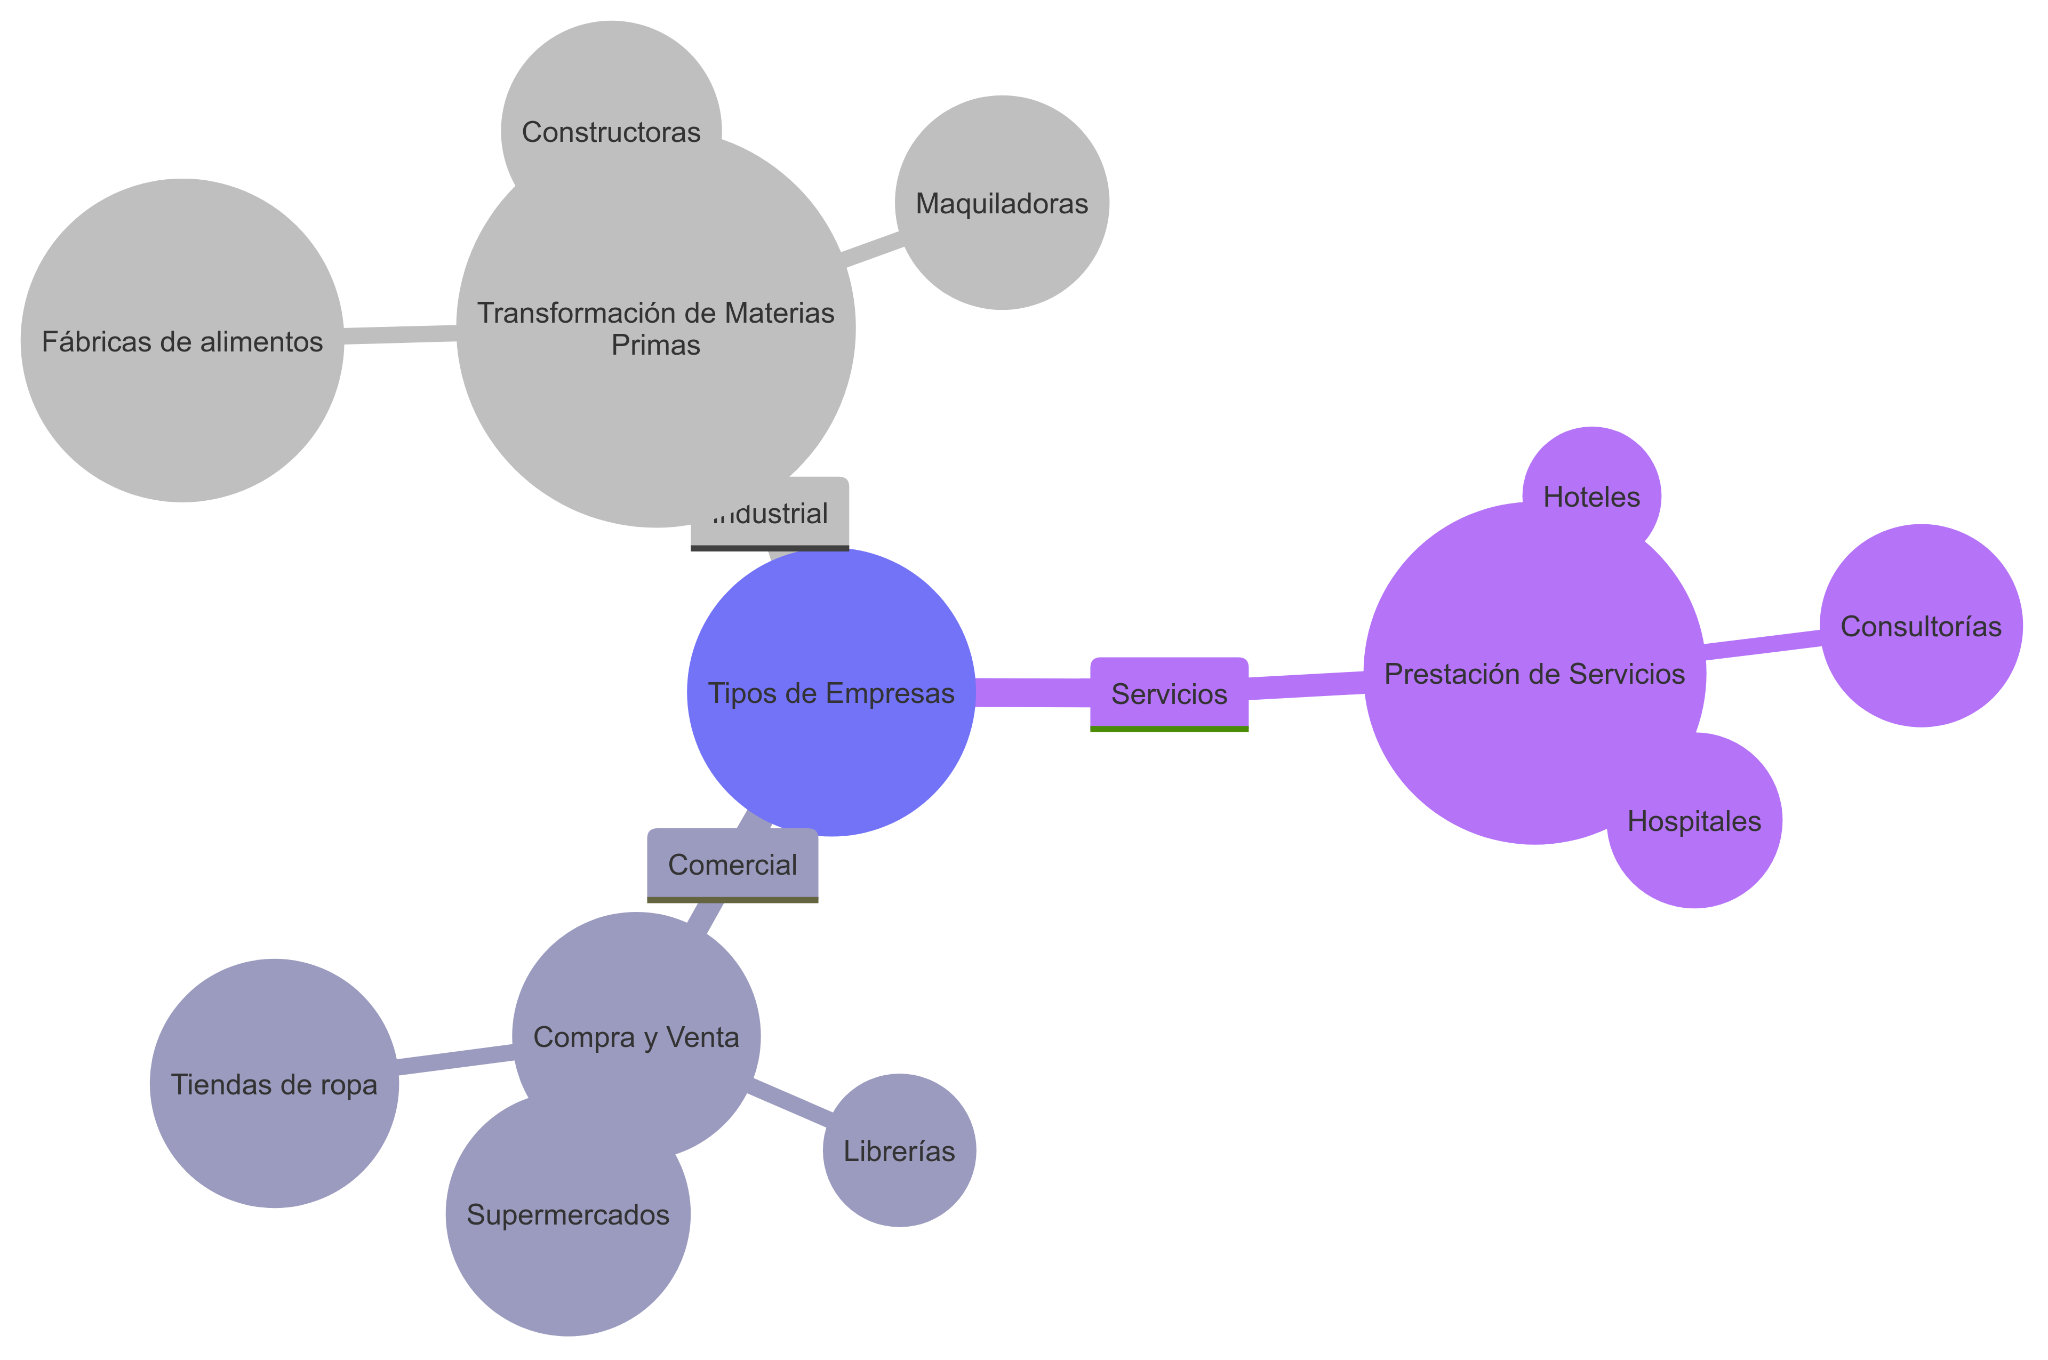 Constructoras
Maquiladoras
Fábricas de alimentos
Transformación de Materias
Primas
Industrial
Hoteles
Consultorías
Prestación de Servicios
Servicios
Tipos de Empresas
Hospitales
Comercial
Compra y Venta
Tiendas de ropa
Librerías
Supermercados